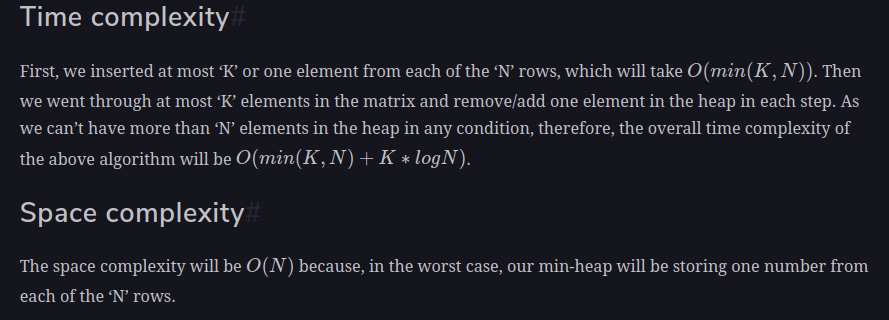 Time complexity#
First, we inserted at most ‘K’ or one element from each of the ‘N’ rows, which will take O(min(K, N)). Then
we went through at most ‘K’ elements in the matrix and remove/add one element in the heap in each step. As
we can’t have more than ‘N’ elements in the heap in any condition, therefore, the overall time complexity of
the above algorithm will be O(min(K, N) + K ∗ logN).
Space complexity#
The space complexity will be O(N) because, in the worst case, our min-heap will be storing one number from
each of the ‘N’ rows.